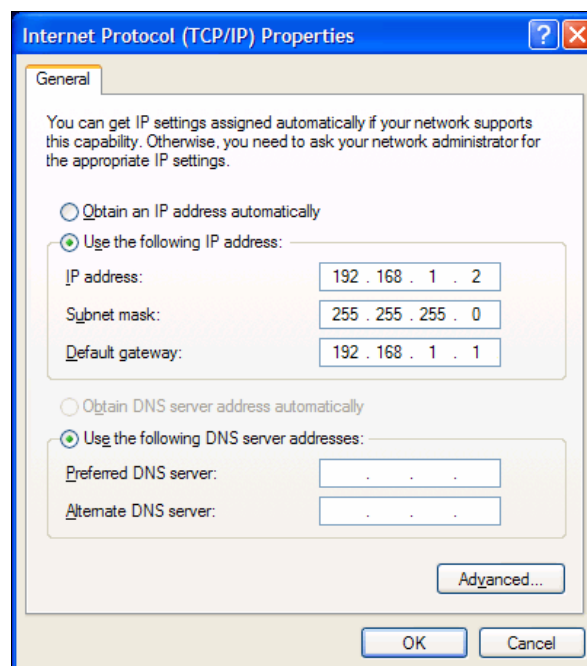 Internet Protocol (TCP/IP) Properties
General
You can get IP settings assigned automatically if your network supports
this capability. Otherwise, you need to ask your network administrator for
the appropriate IP settings.
Obtain an IP address automatically
Use the following IP address:
IP address: 192 . 168 . 1 . 2
Subnet mask: 255 . 255 . 255 . 0
Default gateway: 192 . 168 . 1 . 1
Obtain DNS server address automatically
Use the following DNS server addresses:
Preferred DNS server: . . .
Alternate DNS server: . . .
Advanced...
OK Cancel